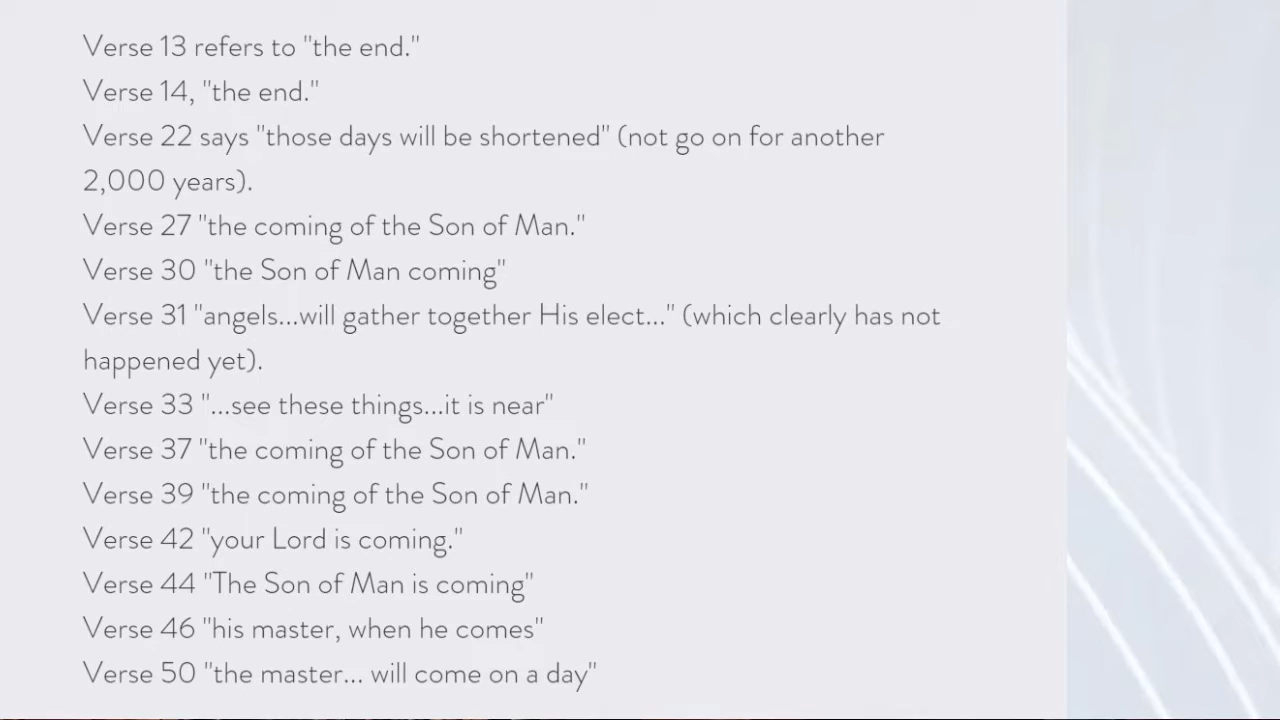 Verse 13 refers to "the end."
Verse 14, "the end."
Verse 22 says "those days will be shortened" (not go on for another
2,000 years).
Verse 27 "the coming of the Son of Man."
Verse 30 "the Son of Man coming"
Verse 31 "angels...will gather together His elect..." (which clearly has not
happened yet).
Verse 33 "...see these things...it is near"
Verse 37 "the coming of the Son of Man."
Verse 39 "the coming of the Son of Man."
Verse 42 "your Lord is coming."
Verse 44 "The Son of Man is coming"
Verse 46 "his master, when he comes"
Verse 50 "the master... will come on a day"